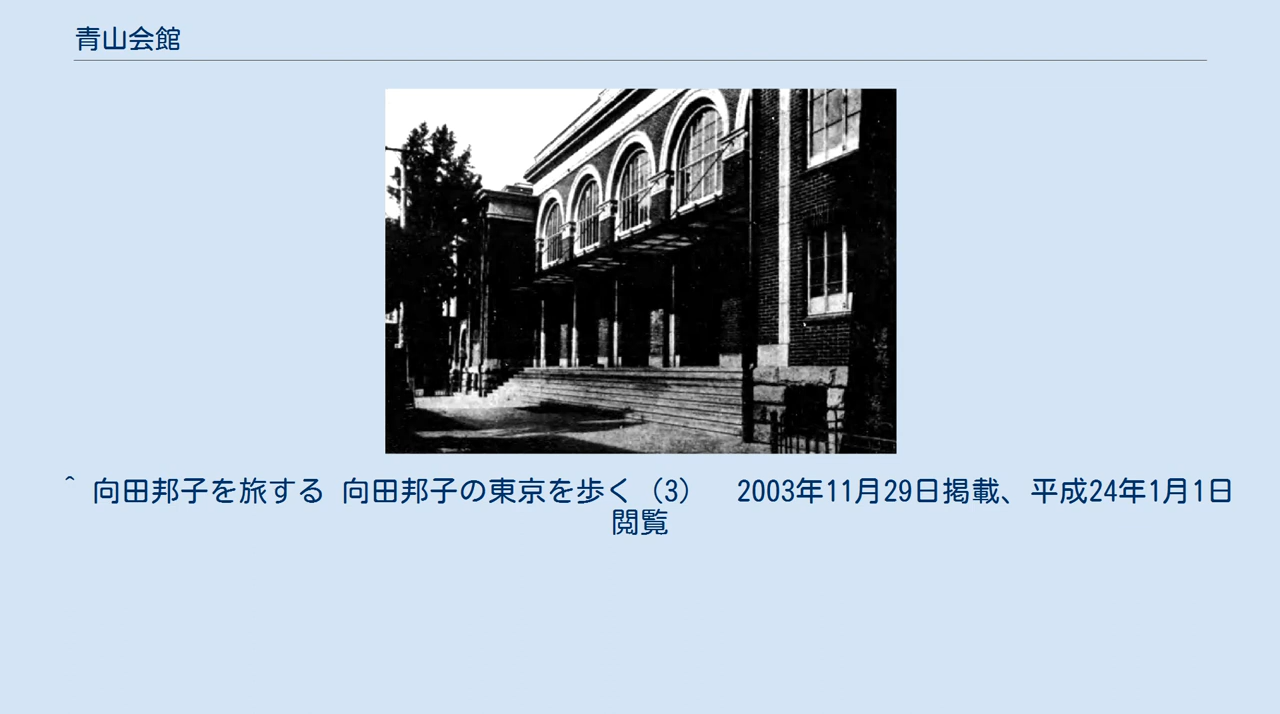 青山会館
^ 向田邦子を旅する 向田邦子の東京を歩く（3）　2003年11月29日掲載、平成24年1月1日
閲覧